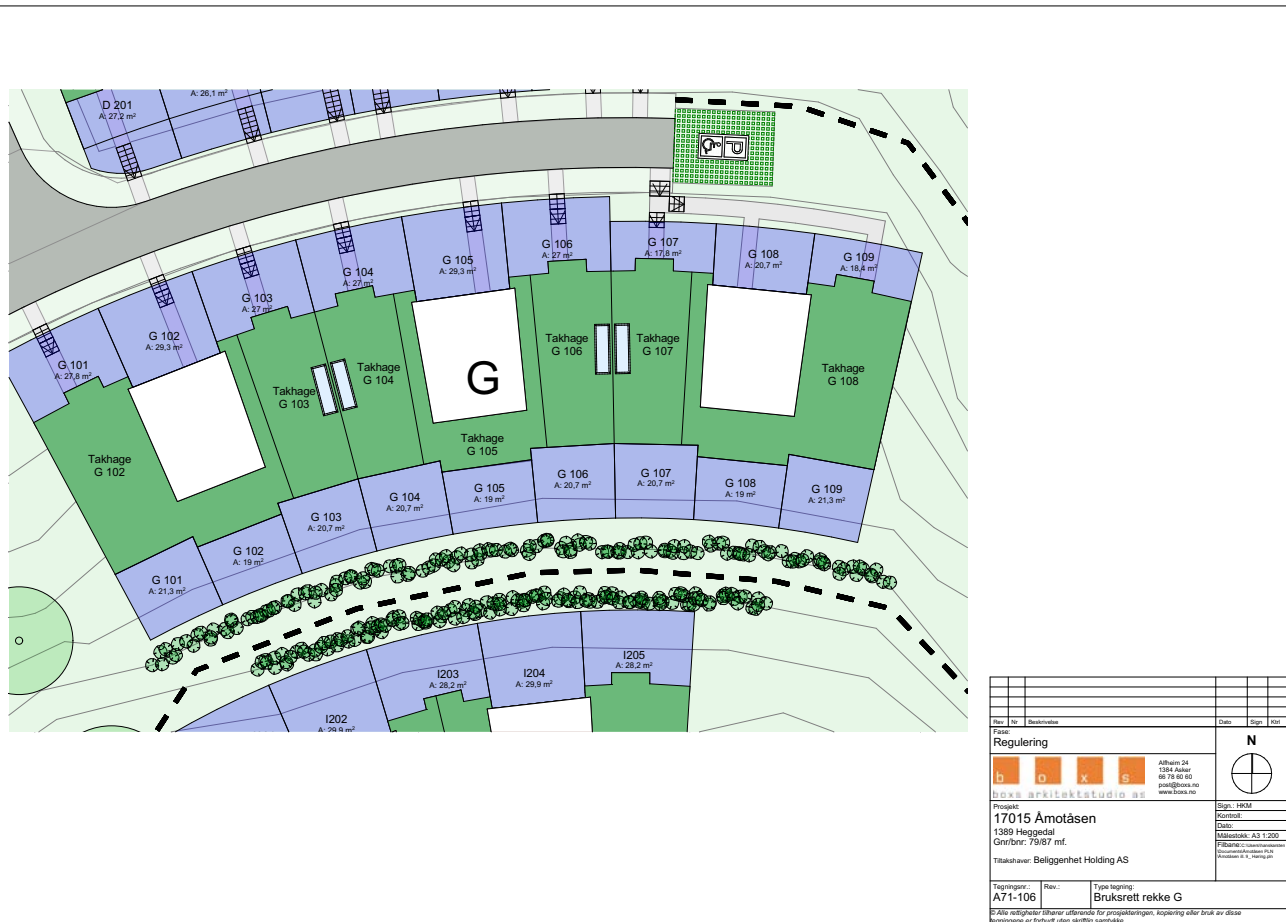 D 201
A: 27,2 m²
A: 26,1 m²
G 101
A: 27,8 m²
G 102
A: 29,3 m²
G 103
A: 27 m²
G 104
A: 27 m²
G 105
A: 29,3 m²
G 106
A: 27 m²
G 107
A: 17,8 m²
G 108
A: 20,7 m²
G 109
A: 18,4 m²
P
Takhage
G 102
Takhage
G 103
Takhage
G 104
G
Takhage
G 105
Takhage
G 106
Takhage
G 107
Takhage
G 108
G 101
A: 21,3 m²
G 102
A: 19 m²
G 103
A: 20,7 m²
G 104
A: 20,7 m²
G 105
A: 19 m²
G 106
A: 20,7 m²
G 107
A: 20,7 m²
G 108
A: 19 m²
G 109
A: 21,3 m²
I202
A: 29,9 m²
I203
A: 28,2 m²
I204
A: 29,9 m²
I205
A: 28,2 m²
Rev Nr Beskrivelse Dato Sign Ktrl
Fase:
Regulering
N
b o x s
boxs arkitektstudio as
Alfheim 24
1384 Asker
66 78 60 60
post@boxs.no
www.boxs.no
Prosjekt:
17015 Åmotåsen
1389 Heggedal
Gnr/bnr: 79/87 mf.
Tiltakshaver: Beliggenhet Holding AS
Sign.: HKM
Kontroll:
Dato:
Målestokk: A3 1:200
Filbane:
Tegningsnr.: Rev.: Type tegning:
A71-106 Bruksrett rekke G
© Alle rettigheter tilhører utførende for prosjekteringen, kopiering eller bruk av disse
tegningene er forbudt uten skriftlig samtykke.